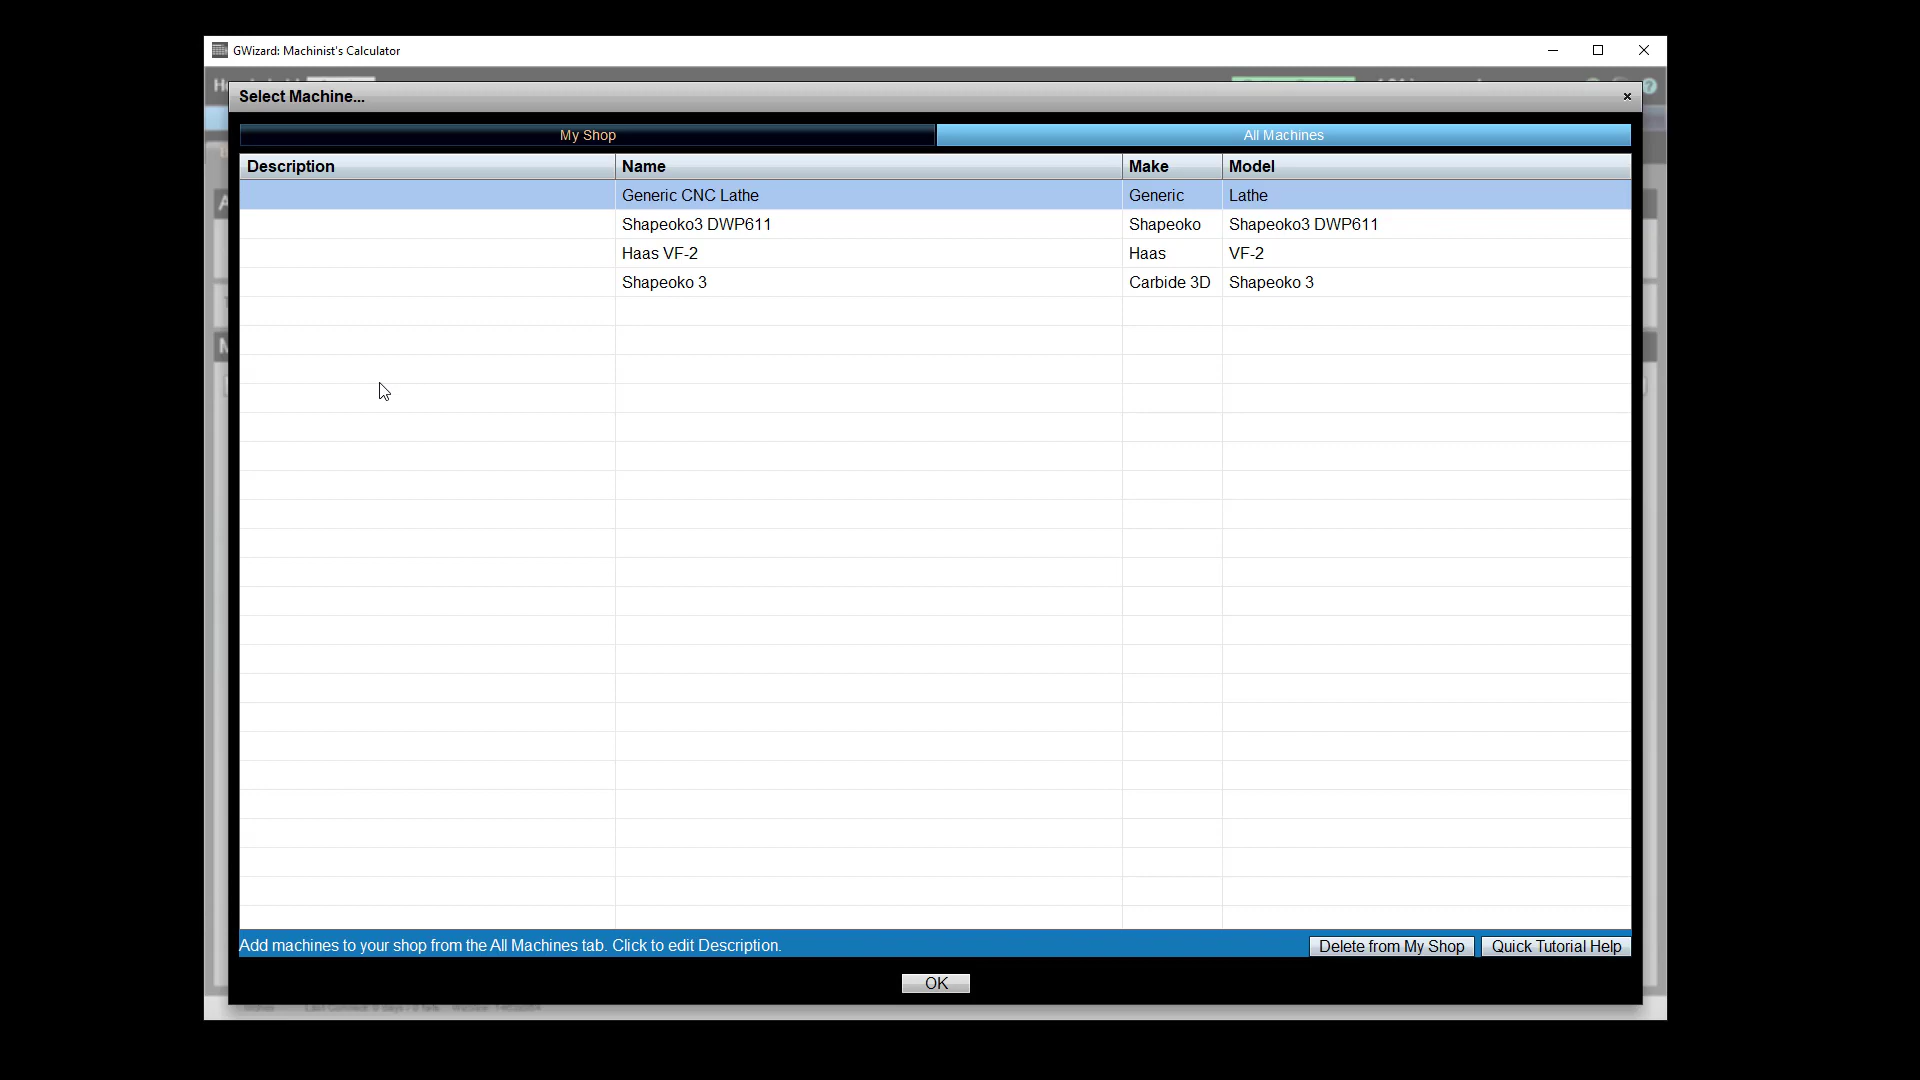 GWizard: Machinist's Calculator
Select Machine...
My Shop All Machines
Description Name Make Model
Generic CNC Lathe Generic Lathe
Shapeoko3 DWP611 Shapeoko Shapeoko3 DWP611
Haas VF-2 Haas VF-2
Shapeoko 3 Carbide 3D Shapeoko 3
Add machines to your shop from the All Machines tab. Click to edit Description. Delete from My Shop Quick Tutorial Help
OK